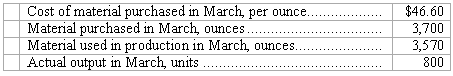 Cost of material purchased in March, per ounce................... $46.60
Material purchased in March, ounces.................................. 3,700
Material used in production in March, ounces..................... 3,570
Actual output in March, units ............................................. 800